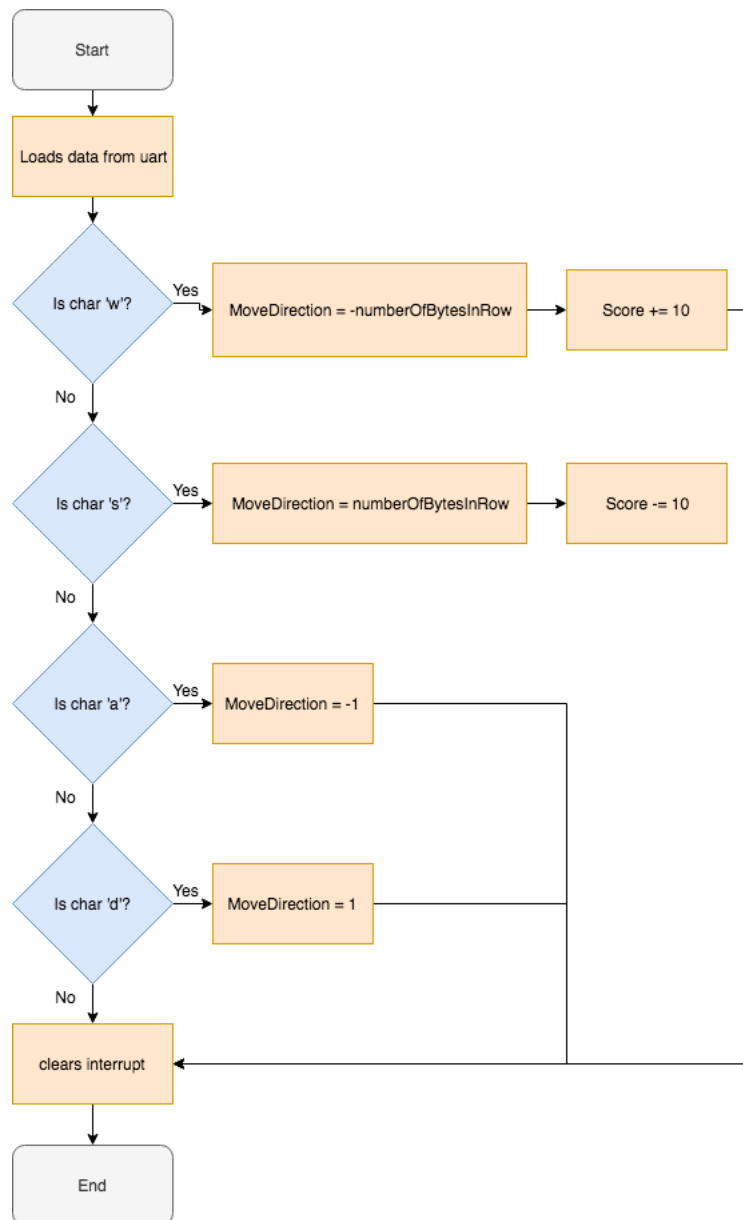 Start
Loads data from uart
Is char 'w'?
Yes
MoveDirection = -numberOfBytesInRow
Score += 10
No
Is char 's'?
Yes
MoveDirection = numberOfBytesInRow
Score -= 10
No
Is char 'a'?
Yes
MoveDirection = -1
No
Is char 'd'?
Yes
MoveDirection = 1
No
clears interrupt
End